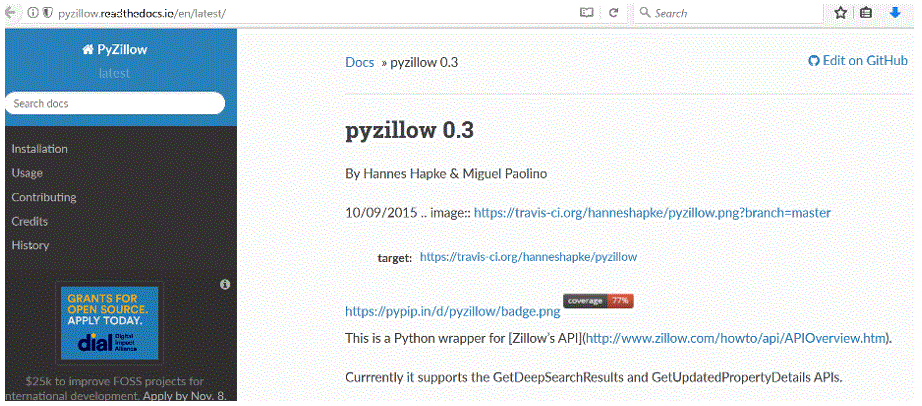 pyzillow.readthedocs.io/en/latest/
Search
PyZillow
latest
Search docs
Installation
Usage
Contributing
Credits
History
GRANTS FOR
OPEN SOURCE.
APPLY TODAY.
dial Digital
Impact
Alliance
$25k to improve FOSS projects for
nternational development. Apply by Nov. 8.
Docs » pyzillow 0.3
Edit on GitHub
pyzillow 0.3
By Hannes Hapke & Miguel Paolino
10/09/2015 .. image:: https://travis-ci.org/hanneshapke/pyzillow.png?branch=master
target: https://travis-ci.org/hanneshapke/pyzillow
https://pypip.in/d/pyzillow/badge.png coverage 77%
This is a Python wrapper for [Zillow's API](http://www.zillow.com/howto/api/APIOverview.htm).
Currrently it supports the GetDeepSearchResults and GetUpdatedPropertyDetails APIs.